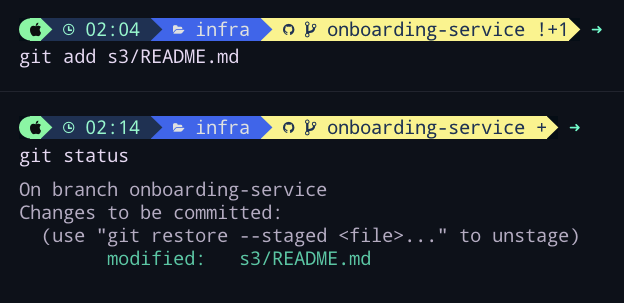 02:04 infra onboarding-service !+1 →
git add s3/README.md
02:14 infra onboarding-service + →
git status
On branch onboarding-service
Changes to be committed:
  (use "git restore --staged <file>..." to unstage)
        modified:   s3/README.md